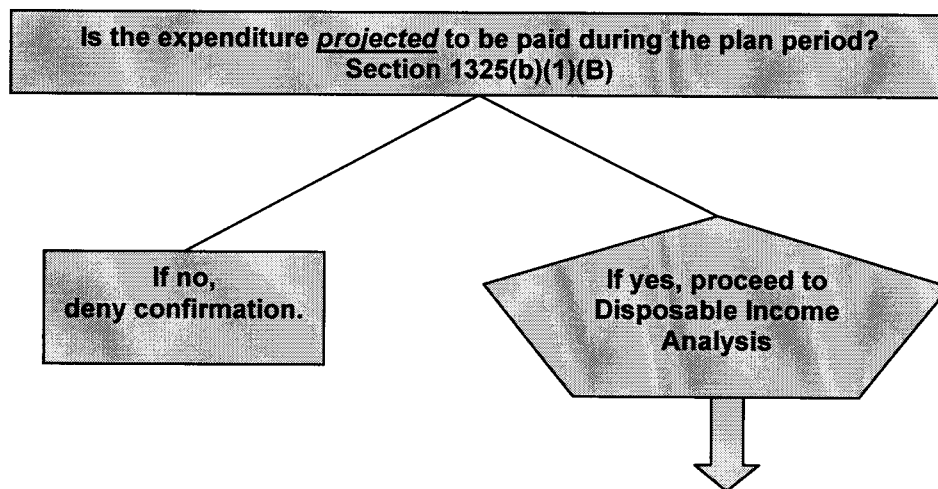 Is the expenditure projected to be paid during the plan period?
Section 1325(b)(1)(B)
If no,
deny confirmation.
If yes, proceed to
Disposable Income
Analysis